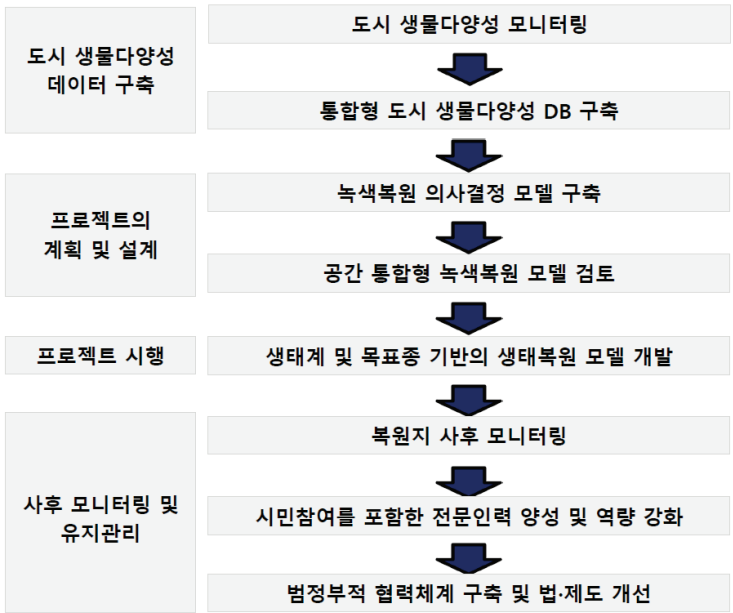 도시 생물다양성
데이터 구축
도시 생물다양성 모니터링
통합형 도시 생물다양성 DB 구축
프로젝트의
계획 및 설계
녹색복원 의사결정 모델 구축
공간 통합형 녹색복원 모델 검토
프로젝트 시행
생태계 및 목표종 기반의 생태복원 모델 개발
사후 모니터링 및
유지관리
복원지 사후 모니터링
시민참여를 포함한 전문인력 양성 및 역량 강화
범정부적 협력체계 구축 및 법·제도 개선